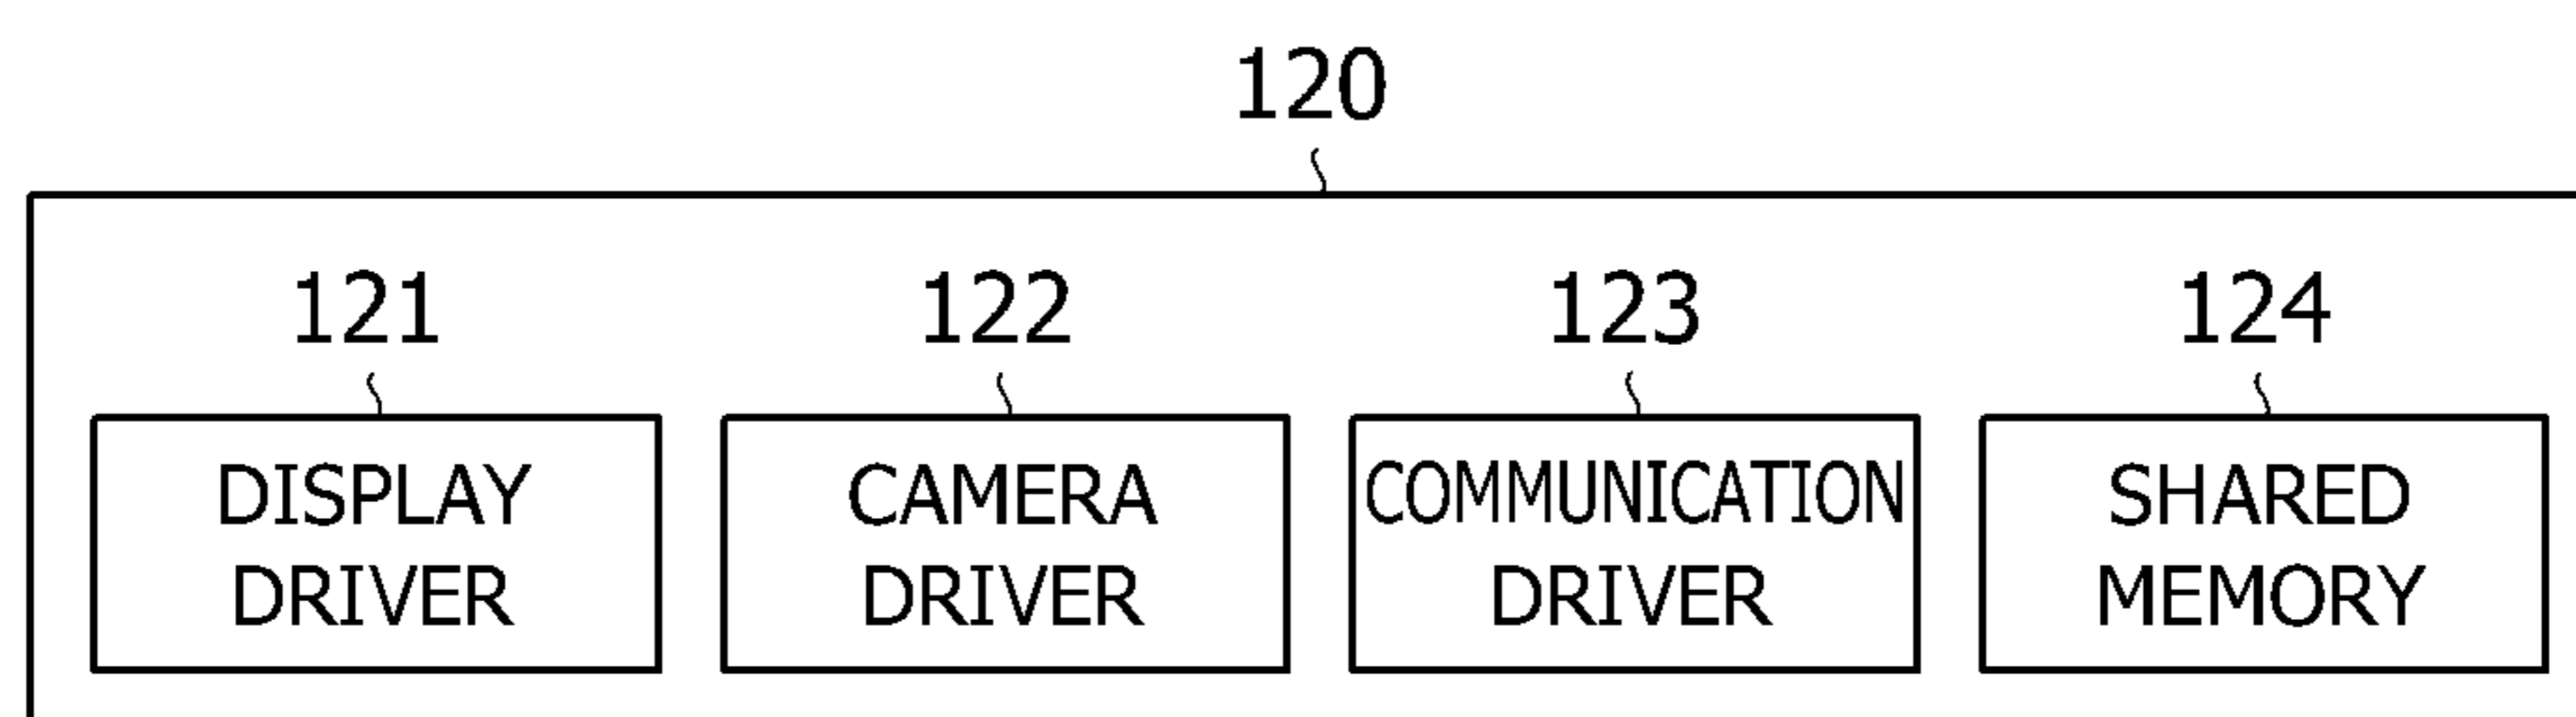 120
121 122 123 124
DISPLAY DRIVER
CAMERA DRIVER
COMMUNICATION DRIVER
SHARED MEMORY